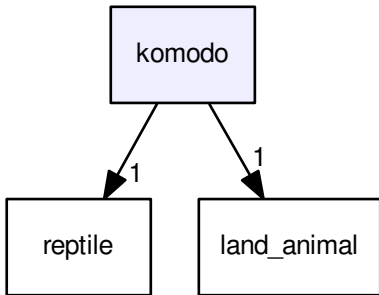 komodo
1
1
reptile
land_animal